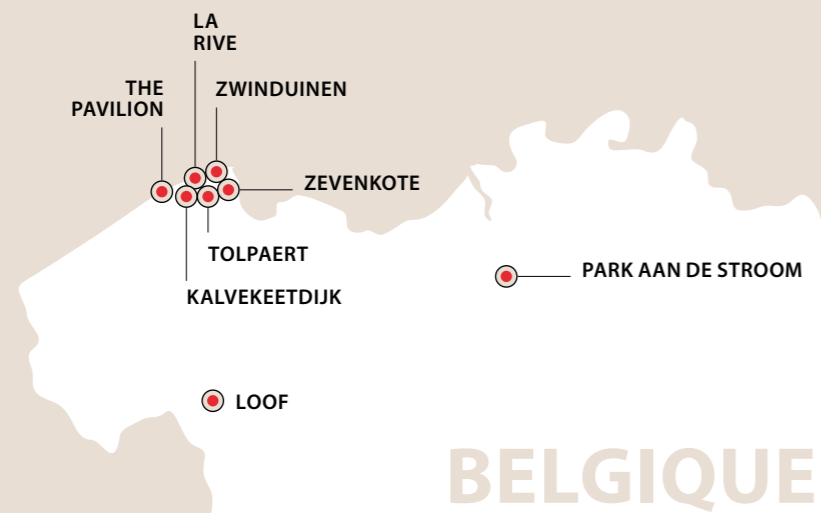 LA
RIVE
THE
PAVILION
ZWINDUINEN
ZEVENKOTE
TOLPAERT
KALVEKEETDIJK
PARK AAN DE STROOM
LOOF
BELGIQUE